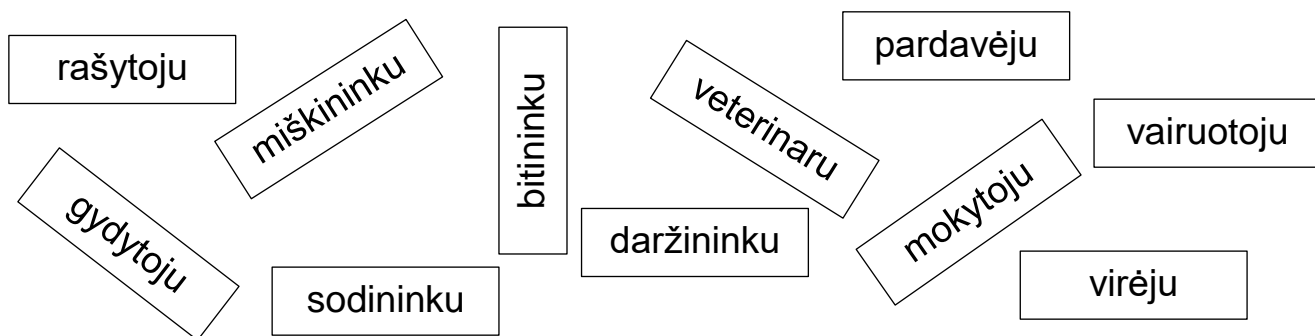 rašytoju
miškininku
bitininku
veterinaru
pardavėju
vairuotoju
gydytoju
sodininku
daržininku
mokytoju
virėju